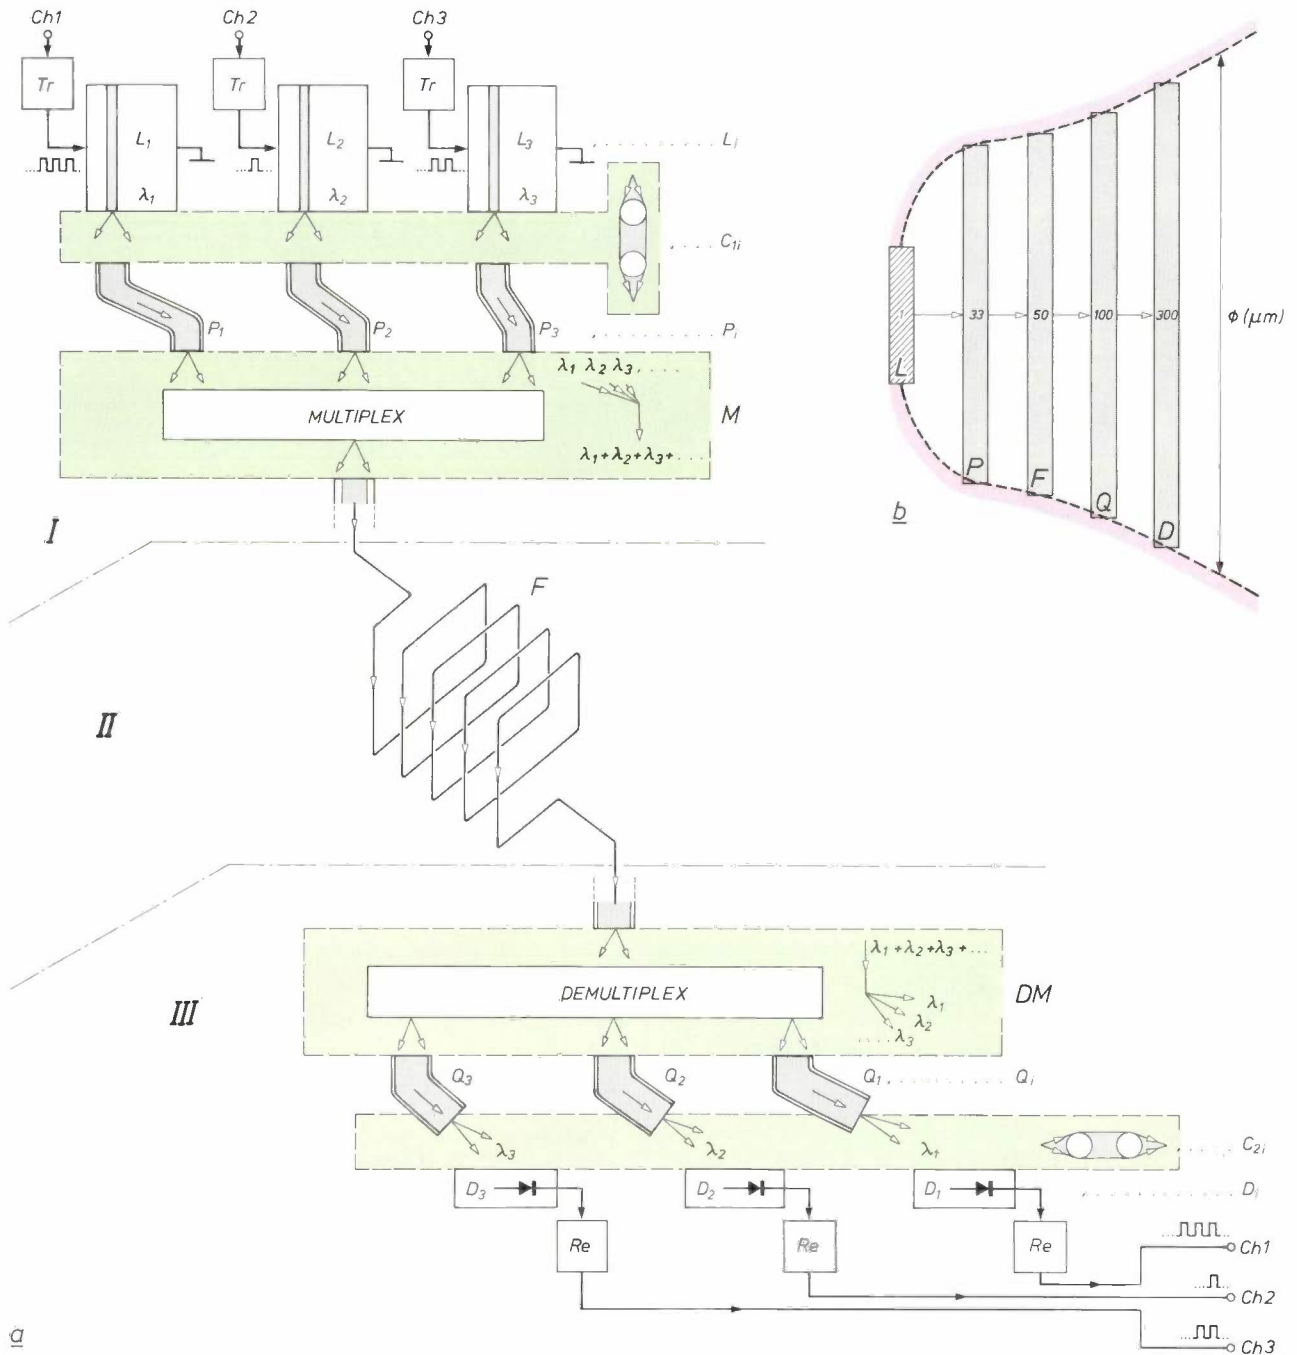 Ch1 Ch2 Ch3
Tr Tr Tr
L1 L2 L3 ........ Li
λ1 λ2 λ3
.... C1i
P1 P2 P3 ........ Pi
λ1 λ2 λ3 ....
MULTIPLEX
M
λ1+λ2+λ3+...
I
F
II
λ1+λ2+λ3+...
DEMULTIPLEX
DM
λ1
λ2
.... λ3
III
Q3 Q2 Q1 ........ Qi
λ3 λ2 λ1
.... C2i
D3 D2 D1 ........ Di
Re Re Re
Ch1
Ch2
Ch3
a
1 33 50 100 300 ϕ (μm)
L
P F Q D
b